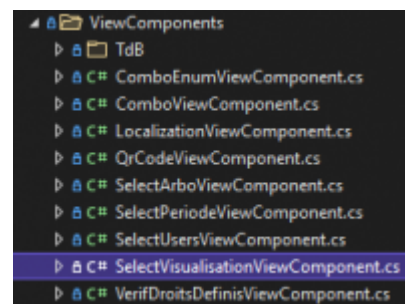 ViewComponents
TdB
C# ComboEnumViewComponent.cs
C# ComboViewComponent.cs
C# LocalizationViewComponent.cs
C# QrCodeViewComponent.cs
C# SelectArboViewComponent.cs
C# SelectPeriodeViewComponent.cs
C# SelectUsersViewComponent.cs
C# SelectVisualisationViewComponent.cs
C# VerifDroitsDefinisViewComponent.cs